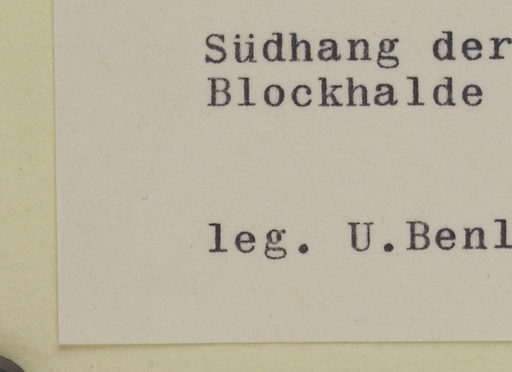 Südhang der
Blockhalde
leg. U.Benl